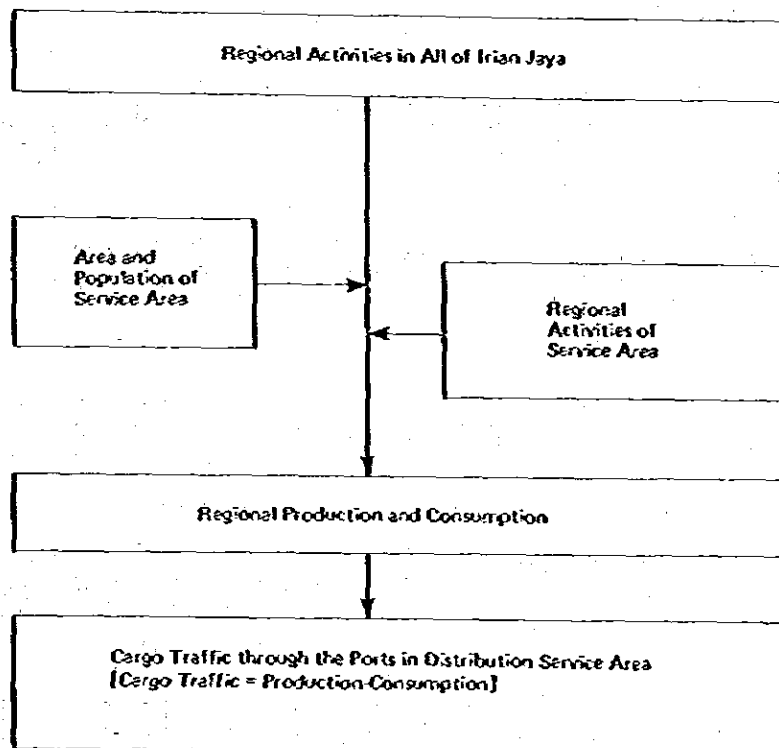 Regional Activities in All of Irian Jaya
Area and
Population of
Service Area
Regional
Activities of
Service Area
Regional Production and Consumption
Cargo Traffic through the Ports in Distribution Service Area
[Cargo Traffic = Production-Consumption]